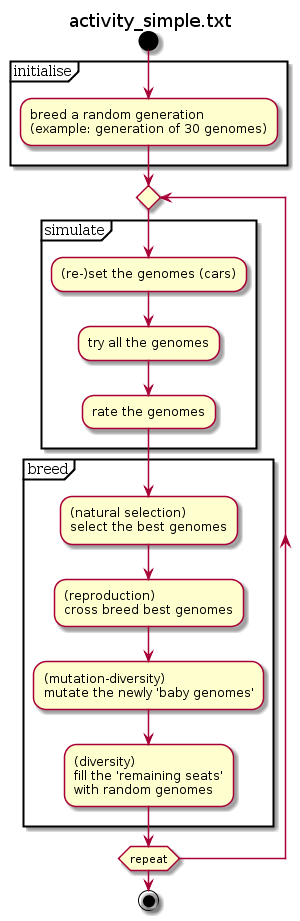 activity_simple.txt
initialise
breed a random generation
(example: generation of 30 genomes)
simulate
(re-)set the genomes (cars)
try all the genomes
rate the genomes
breed
(natural selection)
select the best genomes
(reproduction)
cross breed best genomes
(mutation-diversity)
mutate the newly 'baby genomes'
(diversity)
fill the 'remaining seats'
with random genomes
repeat